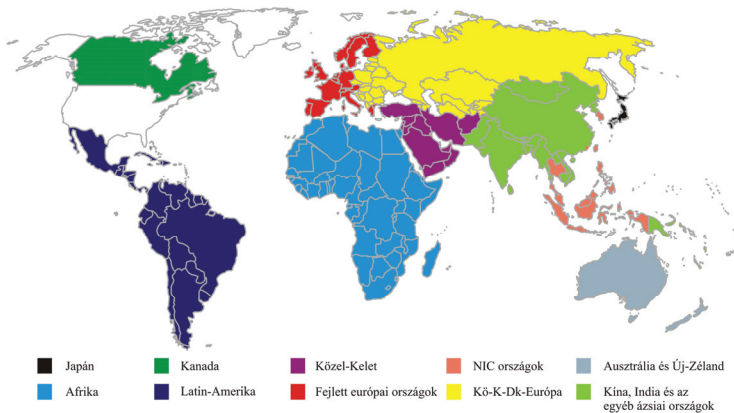 Japán
Kanada
Közel-Kelet
NIC országok
Ausztrália és Új-Zéland
Afrika
Latin-Amerika
Fejlett európai országok
Kö-K-Dk-Európa
Kína, India és az
egyéb ázsiai országok